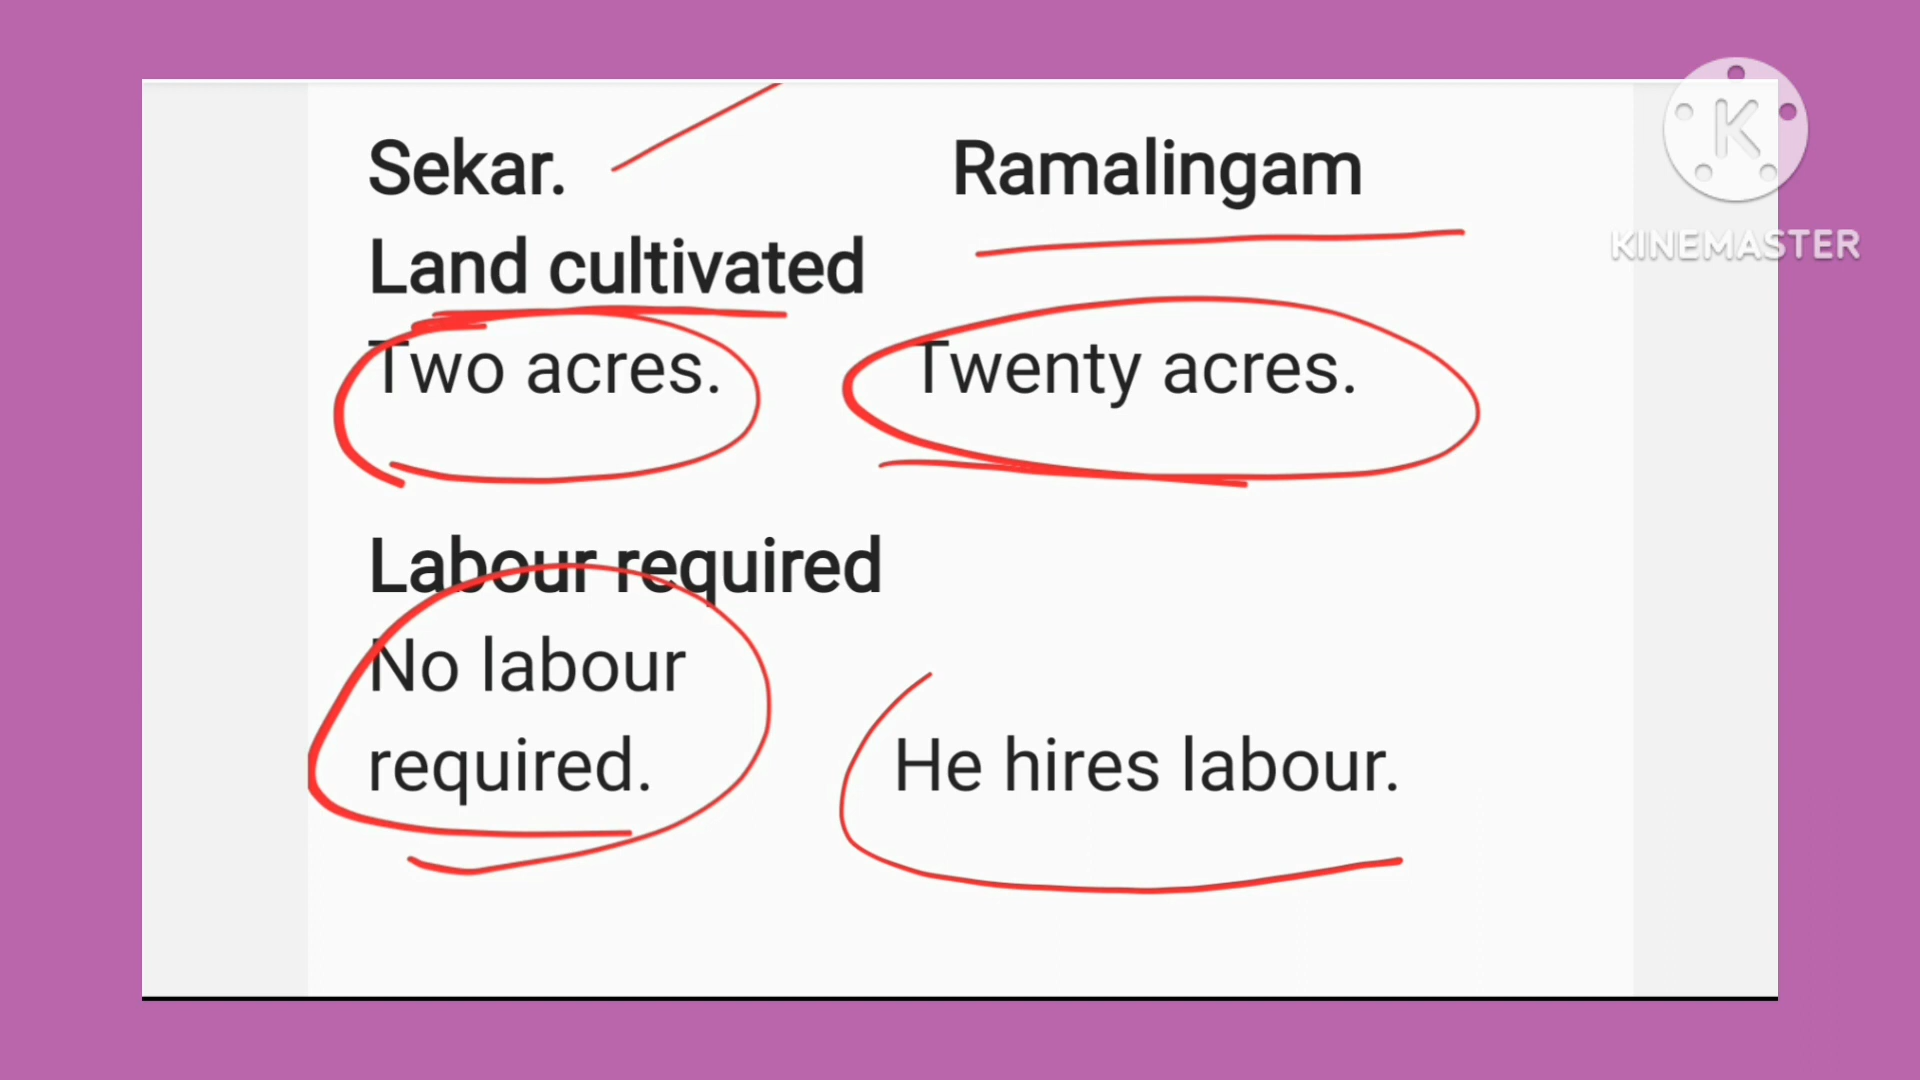 Sekar. Ramalingam
Land cultivated
Two acres. Twenty acres.
Labour required
No labour
required. He hires labour.
K
KINEMASTER